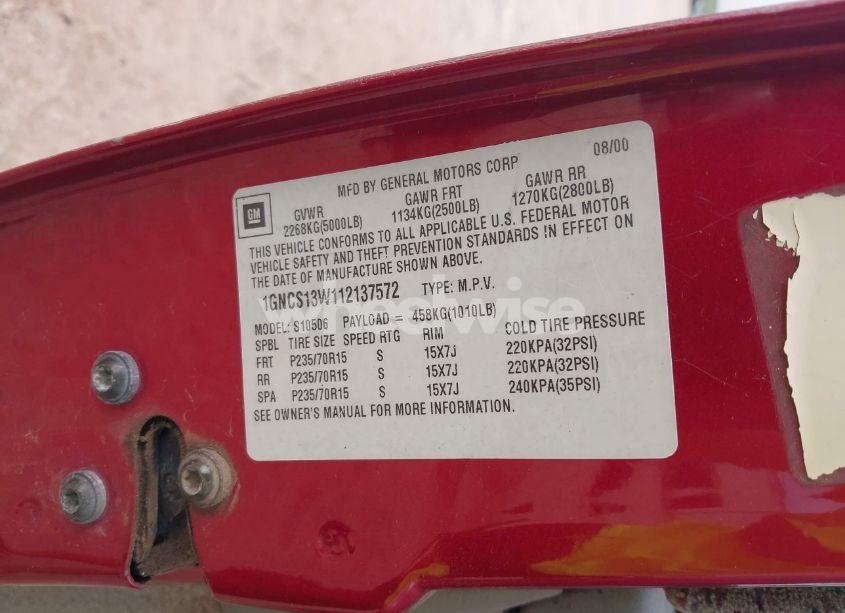 MFD BY GENERAL MOTORS CORP 08/00
GM
GVWR GAWR FRT GAWR RR
2268KG(5000LB) 1134KG(2500LB) 1270KG(2800LB)
THIS VEHICLE CONFORMS TO ALL APPLICABLE U.S. FEDERAL MOTOR
VEHICLE SAFETY AND THEFT PREVENTION STANDARDS IN EFFECT ON
THE DATE OF MANUFACTURE SHOWN ABOVE.
1GNCS13W112137572 TYPE: M.P.V.
wheelwise
MODEL: S10506 PAYLOAD = 458KG(1010LB)
SPBL TIRE SIZE SPEED RTG RIM COLD TIRE PRESSURE
FRT P235/70R15 S 15X7J 220KPA(32PSI)
RR P235/70R15 S 15X7J 220KPA(32PSI)
SPA P235/70R15 S 15X7J 240KPA(35PSI)
SEE OWNER'S MANUAL FOR MORE INFORMATION.